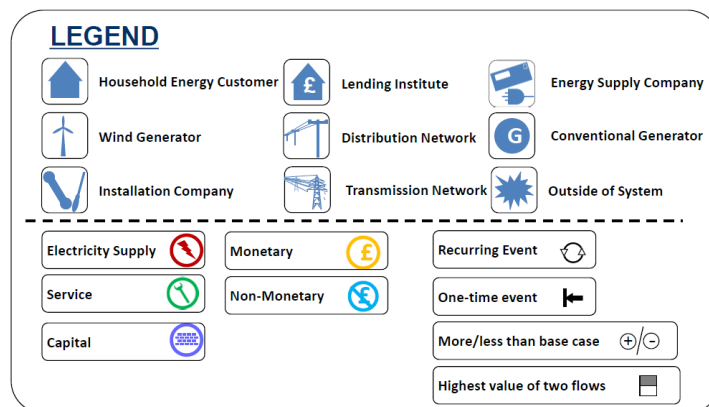 LEGEND
Household Energy Customer
£
Lending Institute
Energy Supply Company
Wind Generator
Distribution Network
G
Conventional Generator
Installation Company
Transmission Network
Outside of System
Electricity Supply
Monetary
£
Recurring Event
Service
Non-Monetary
£
One-time event
Capital
More/less than base case
+/-
Highest value of two flows